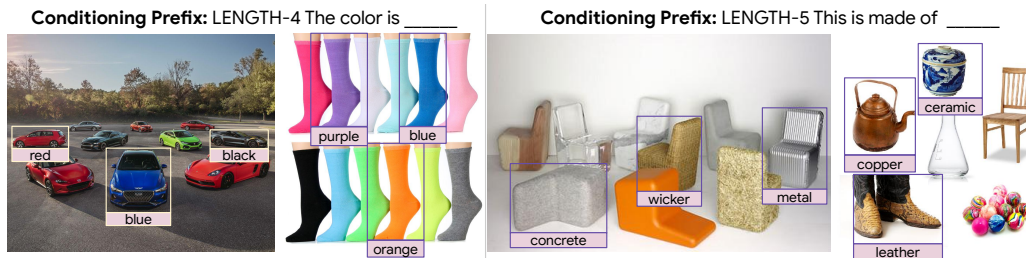 Conditioning Prefix: LENGTH-4 The color is ______
Conditioning Prefix: LENGTH-5 This is made of ______
red
black
blue
purple
blue
orange
concrete
wicker
metal
ceramic
copper
leather